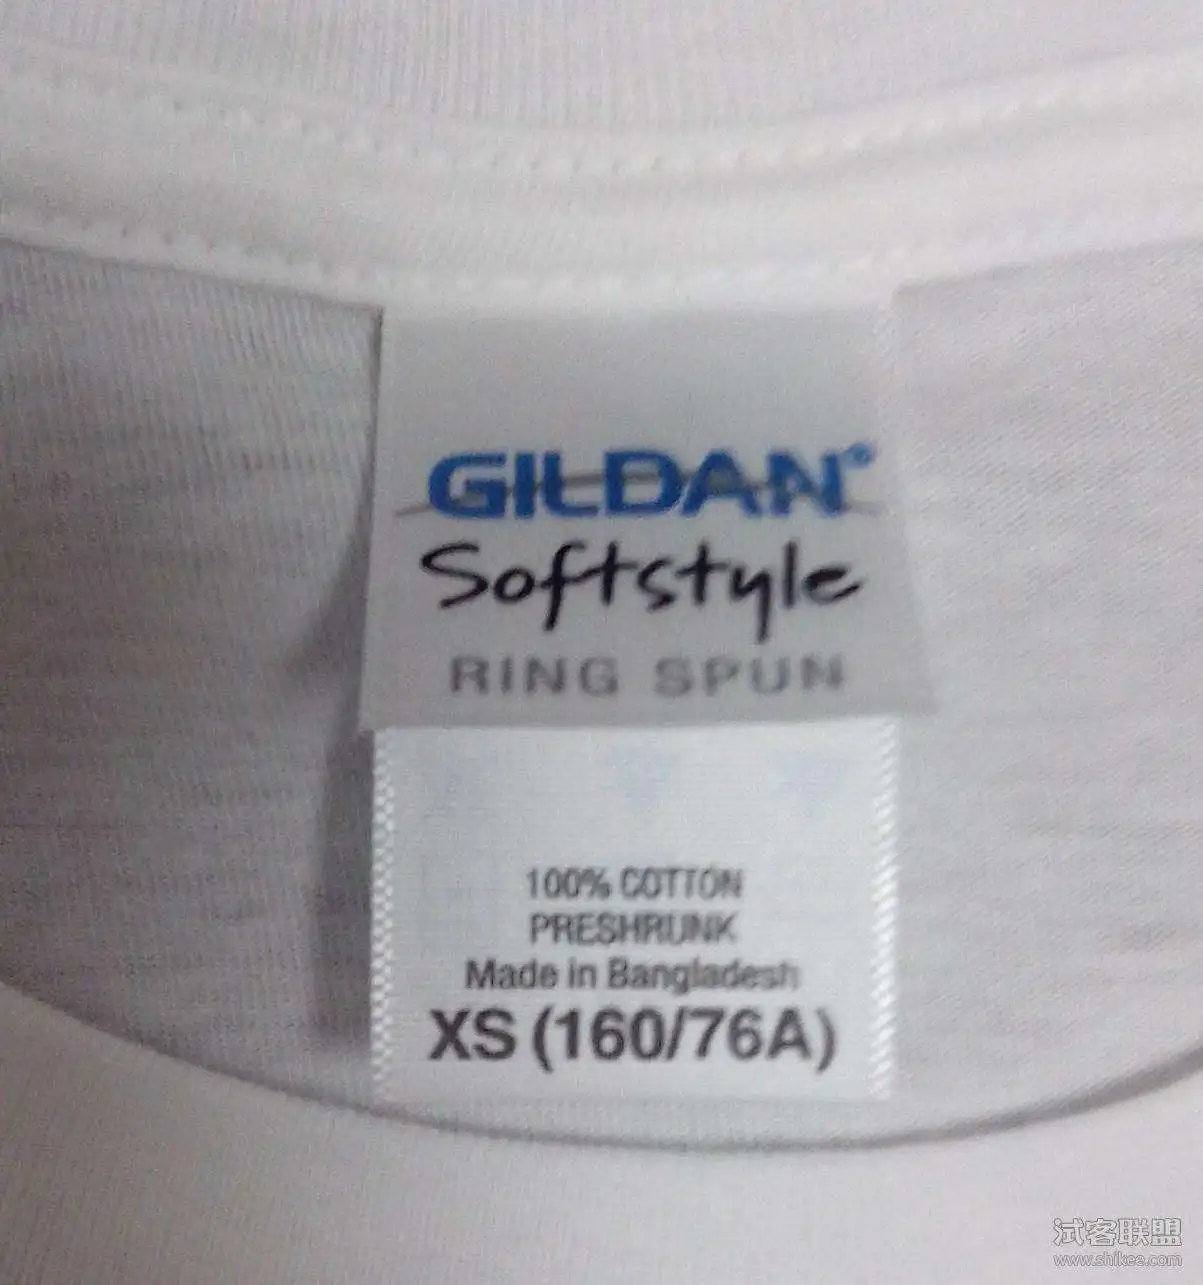 GILDAN®
Softstyle
RING SPUN
100% COTTON
PRESHRUNK
Made in Bangladesh
XS (160/76A)
试客联盟
www.shikee.com